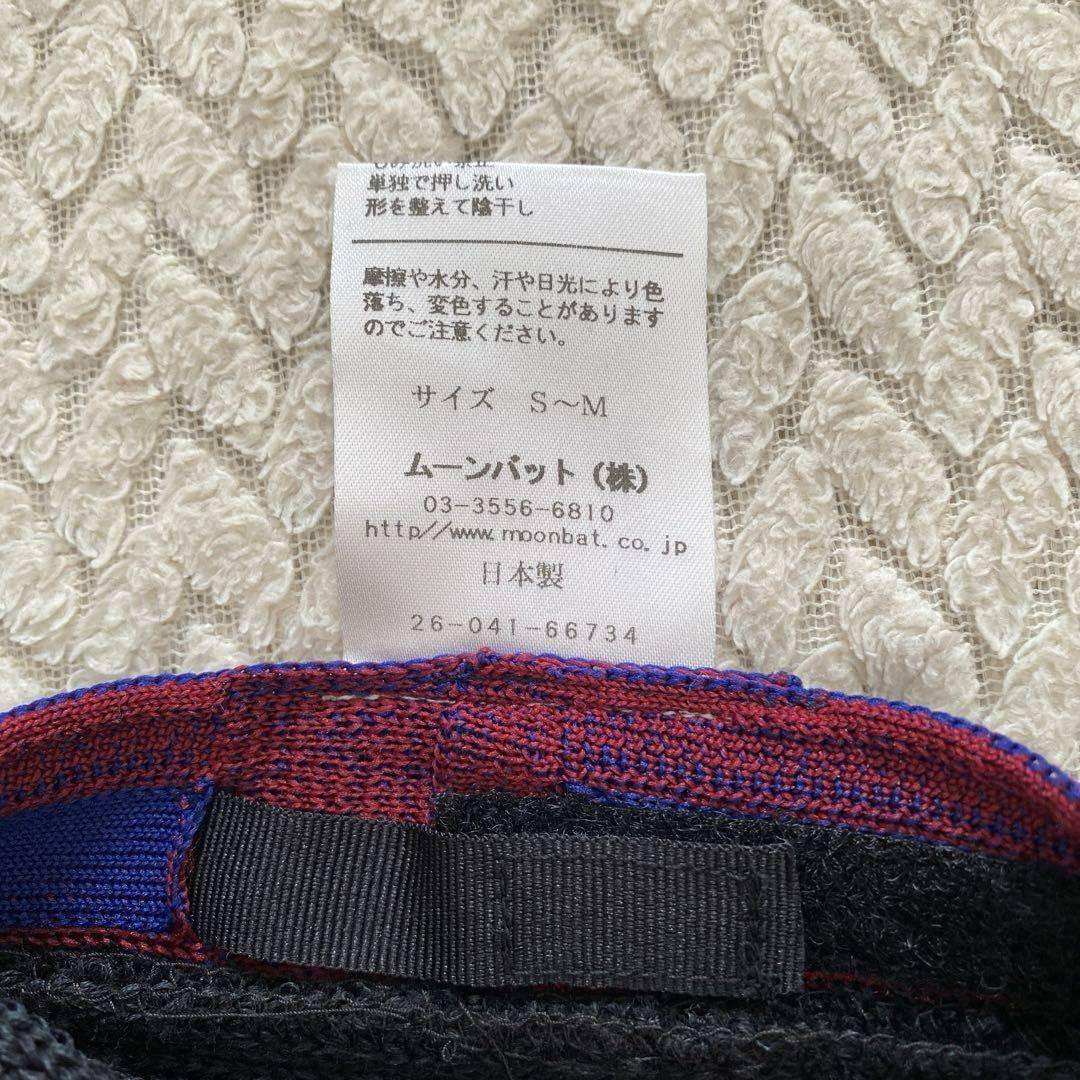 単独で押し洗い
形を整えて陰干し
摩擦や水分、汗や日光により色
落ち、変色することがあります
のでご注意ください。
サイズ S～M
ムーンバット（株）
03-3556-6810
http//www.moonbat.co.jp
日本製
26-041-66734